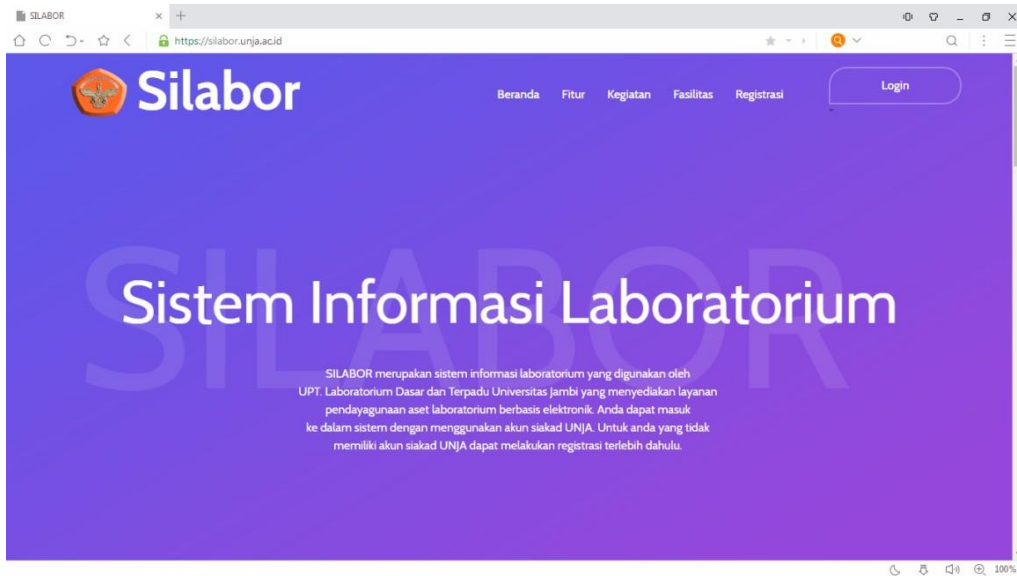 SILABOR
https://silabor.unja.ac.id
Silabor
Beranda Fitur Kegiatan Fasilitas Registrasi Login
SILABOR
Sistem Informasi Laboratorium
SILABOR merupakan sistem informasi laboratorium yang digunakan oleh
UPT. Laboratorium Dasar dan Terpadu Universitas Jambi yang menyediakan layanan
pendayagunaan aset laboratorium berbasis elektronik. Anda dapat masuk
ke dalam sistem dengan menggunakan akun siakad UNJA. Untuk anda yang tidak
memiliki akun siakad UNJA dapat melakukan registrasi terlebih dahulu.
100%